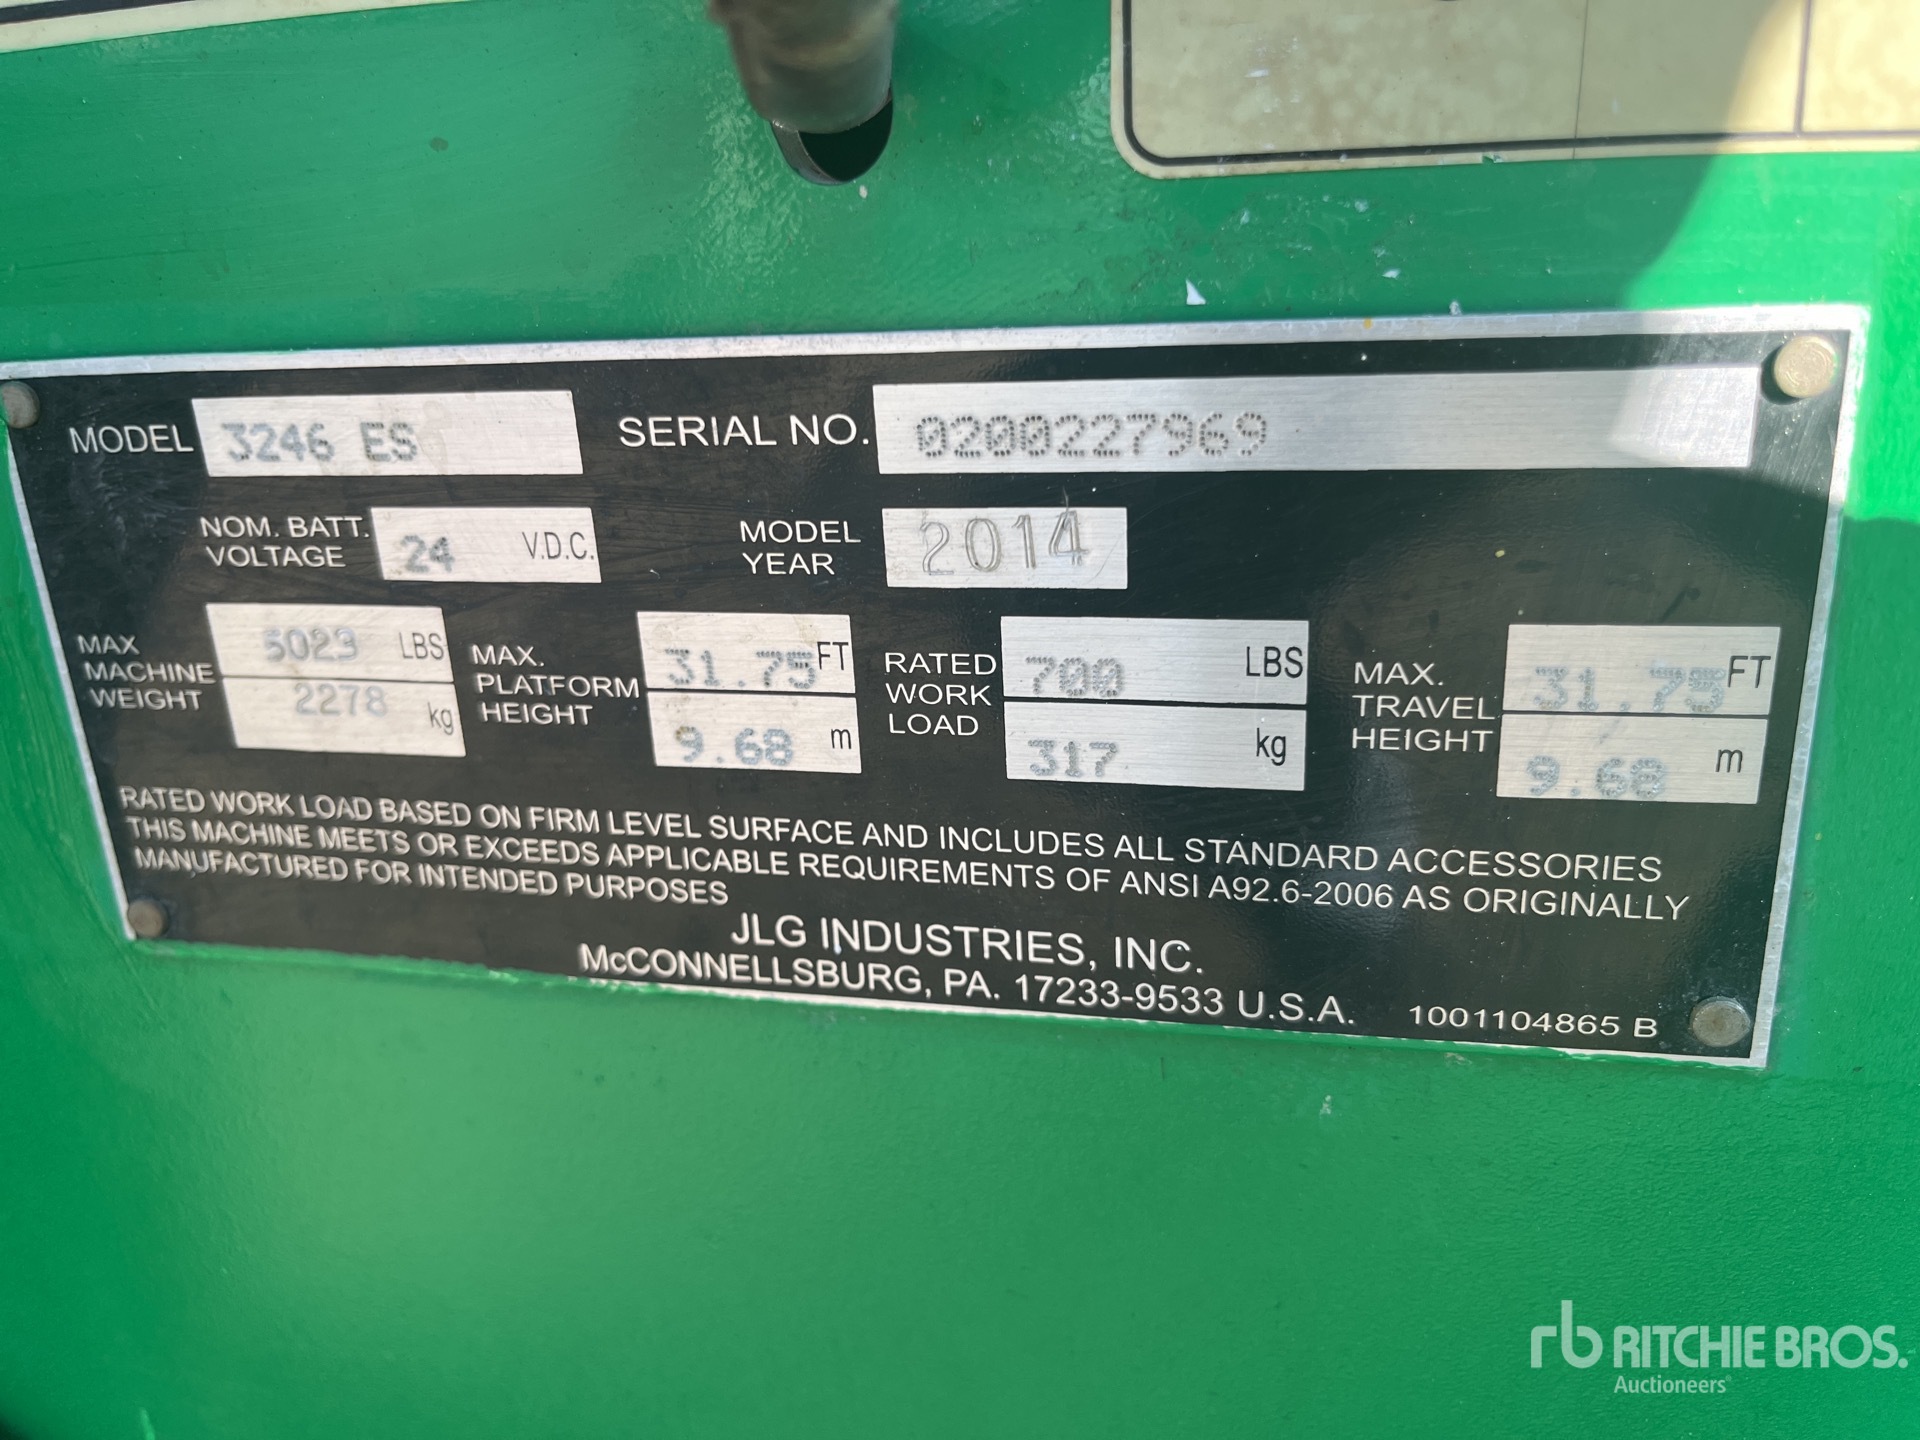 MODEL 3246 ES SERIAL NO. 0200227969
NOM. BATT. VOLTAGE 24 V.D.C. MODEL YEAR 2014
MAX MACHINE WEIGHT 5023 LBS 2278 kg
MAX. PLATFORM HEIGHT 31.75 FT 9.68 m
RATED WORK LOAD 700 LBS 317 kg
MAX. TRAVEL HEIGHT 31.75 FT 9.68 m
RATED WORK LOAD BASED ON FIRM LEVEL SURFACE AND INCLUDES ALL STANDARD ACCESSORIES
THIS MACHINE MEETS OR EXCEEDS APPLICABLE REQUIREMENTS OF ANSI A92.6-2006 AS ORIGINALLY
MANUFACTURED FOR INTENDED PURPOSES
JLG INDUSTRIES, INC.
McCONNELLSBURG, PA. 17233-9533 U.S.A.
1001104865 B
rb RITCHIE BROS.
Auctioneers